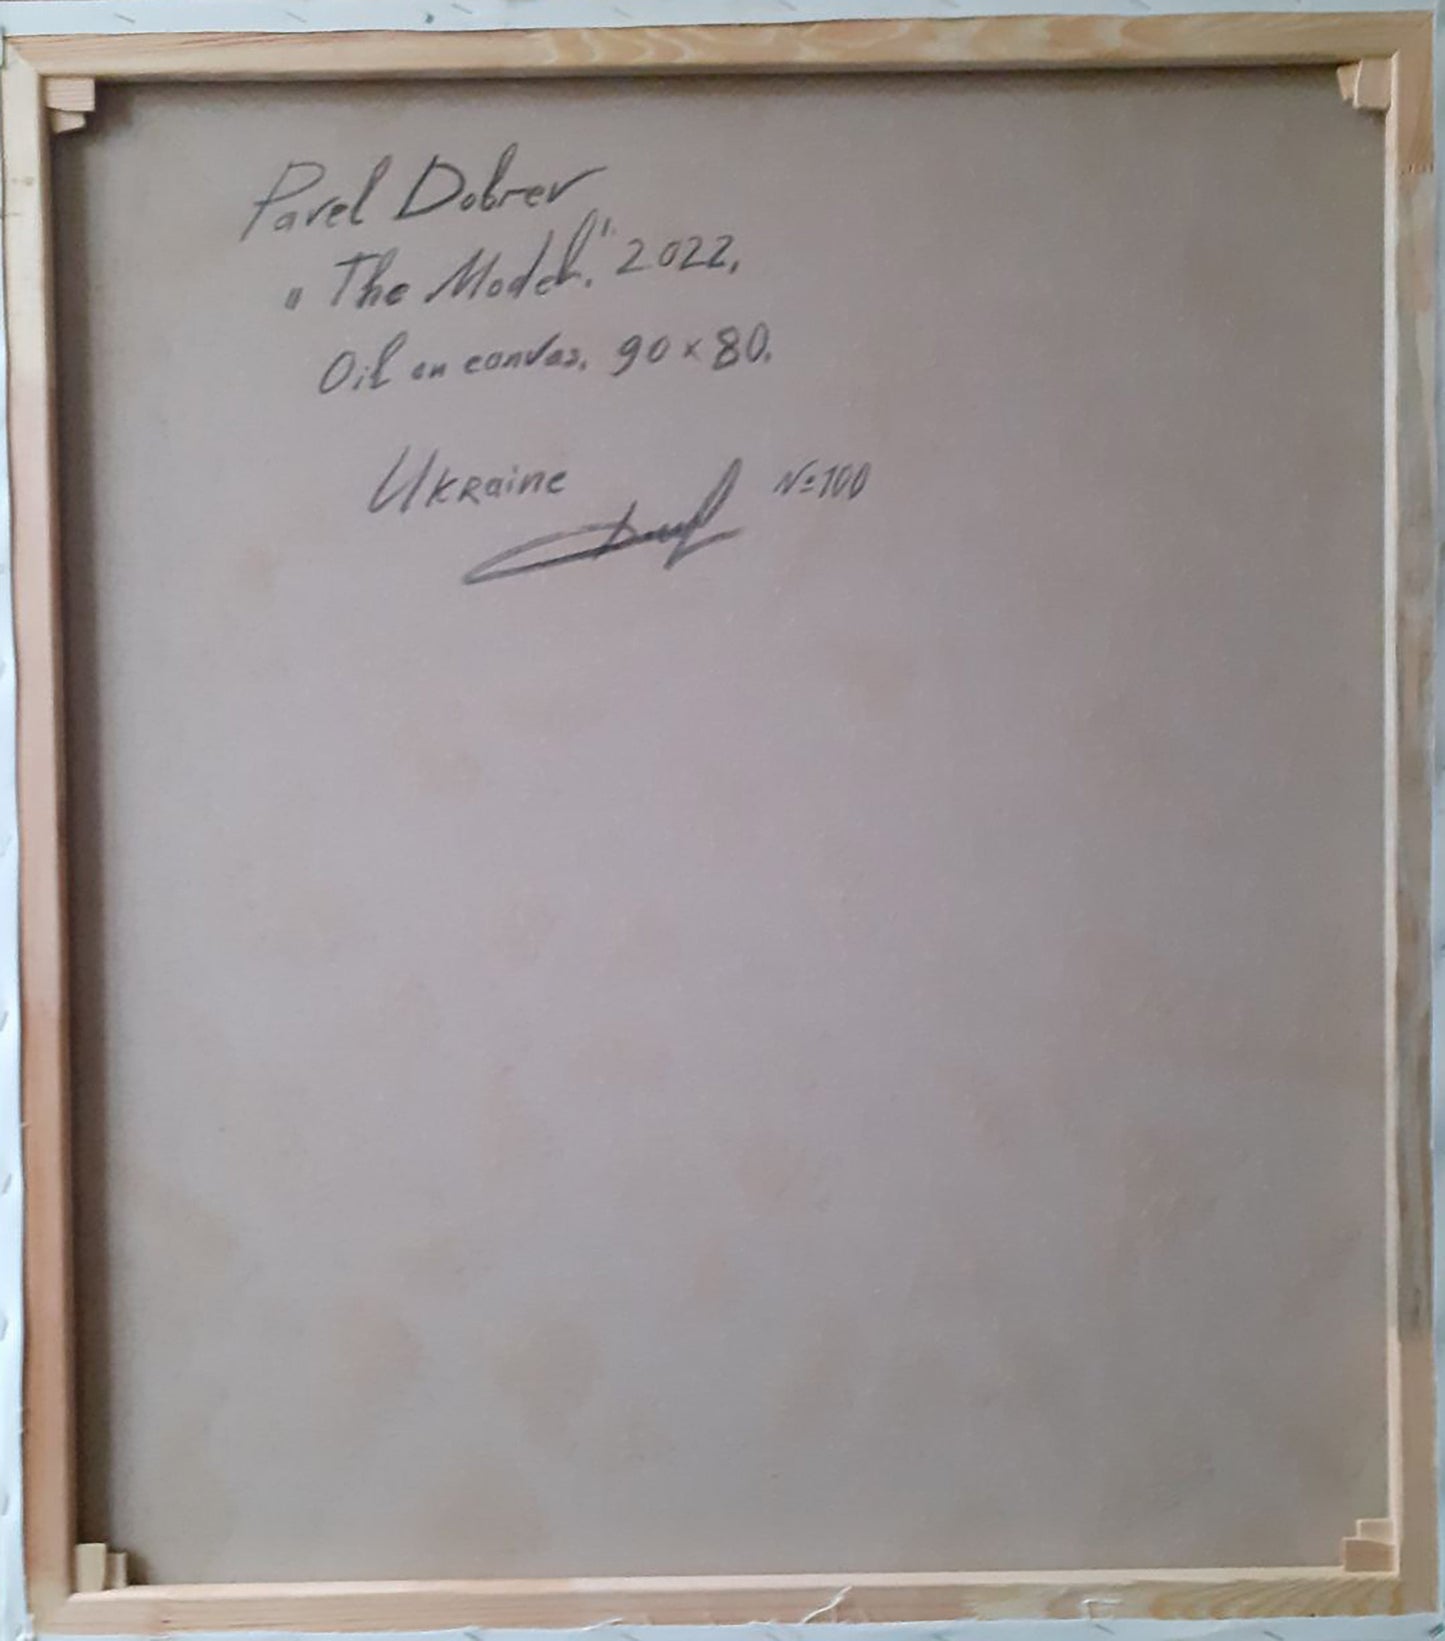 Pavel Dobrev
"The Model." 2022,
Oil on canvas, 90 x 80.
Ukraine №100